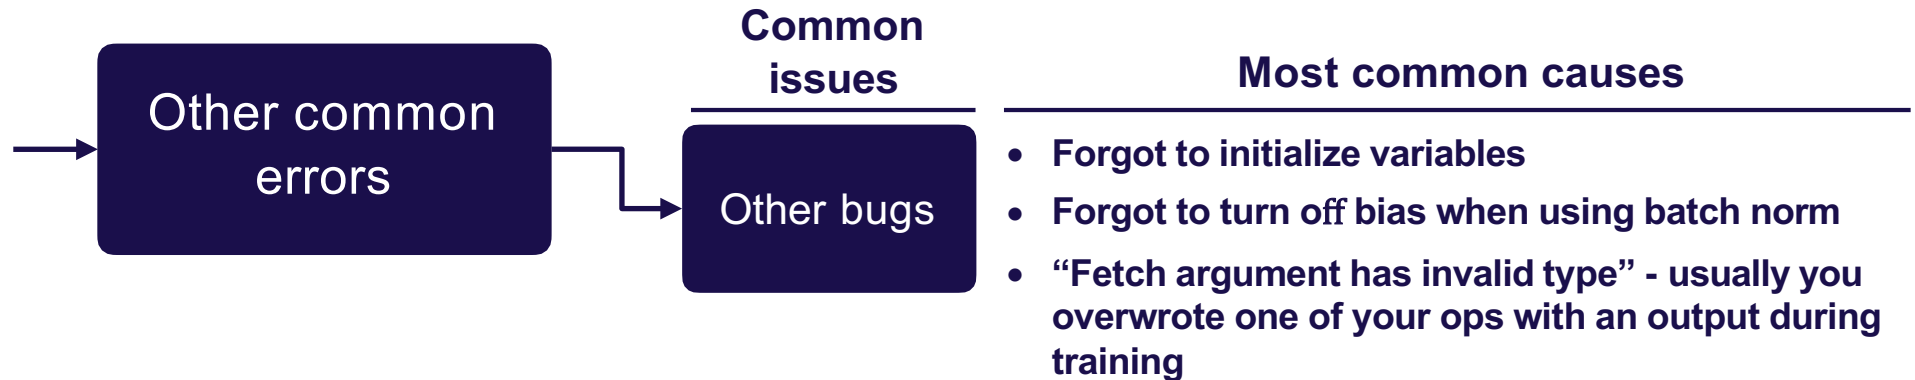 Other common
errors
Common
issues
Other bugs
Most common causes
• Forgot to initialize variables
• Forgot to turn off bias when using batch norm
• “Fetch argument has invalid type” - usually you
overwrote one of your ops with an output during
training